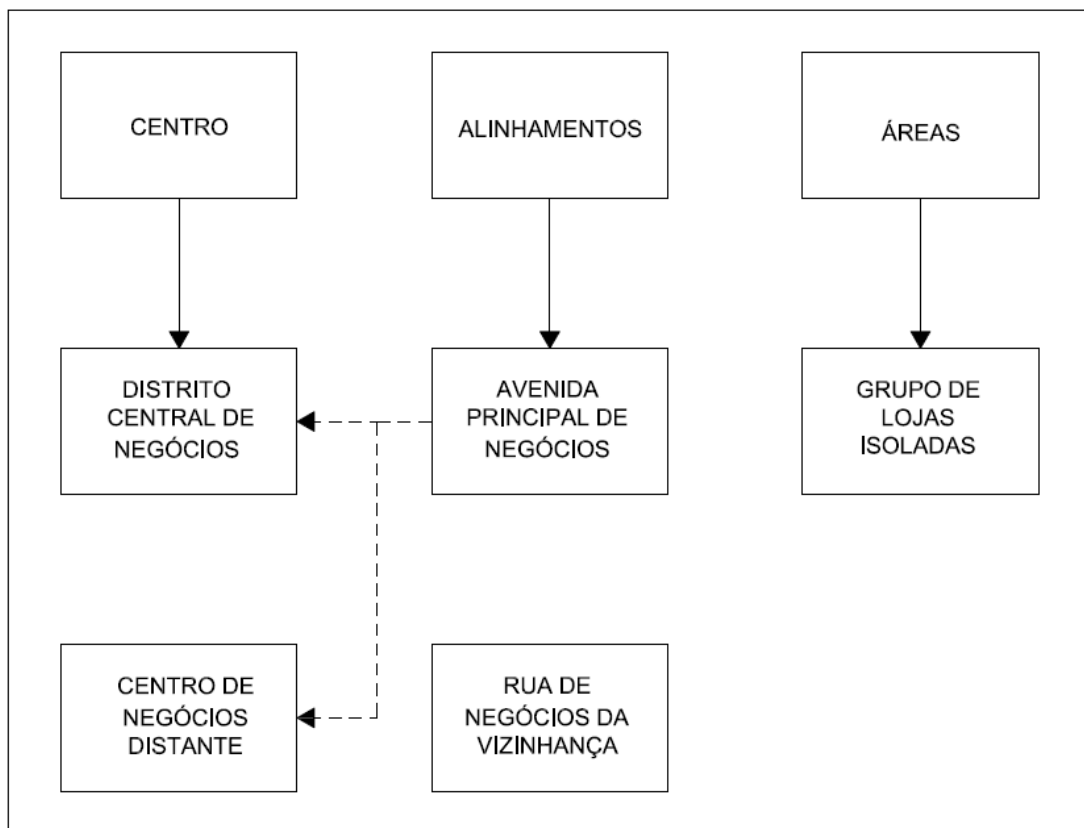 CENTRO
ALINHAMENTOS
ÁREAS
DISTRITO
CENTRAL DE
NEGÓCIOS
AVENIDA
PRINCIPAL DE
NEGÓCIOS
GRUPO DE
LOJAS
ISOLADAS
CENTRO DE
NEGÓCIOS
DISTANTE
RUA DE
NEGÓCIOS DA
VIZINHANÇA